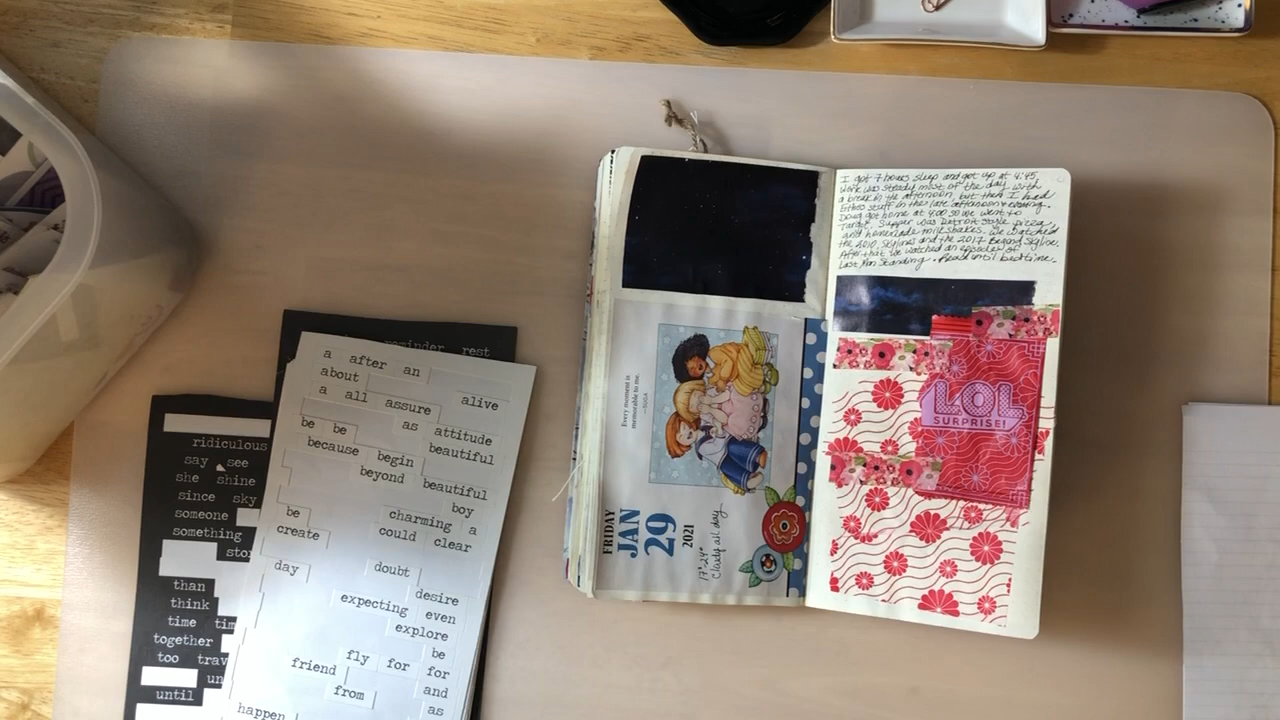 reminder rest
ridiculous
say see
she shine
since sky
someone
something
than
think
time
together
too
until
a after an
about
alive
a all assure
as attitude
be be
because begin beautiful
beyond beautiful
boy
be charming a
create could clear
day doubt
desire
expecting even
explore
be
fly for for
friend
from and
as
happen
Every moment is
memorable to me.
FRIDAY
JAN
29
2021
Cloudy all day
I got 7 hours sleep and got up at 4:45.
Work was steady most of the day with
a break in the afternoon, but then I had
stuff in the late afternoon + evening.
Doug got home at 4:00 so we went to
Target. Supper was Detroit style pizza
and homemade milkshakes. We watched
the 2010 Skyline and the 2017 Beyond Skyline.
After that we watched an episode of
Last Man Standing. Read until bedtime.
LOL
SURPRISE!